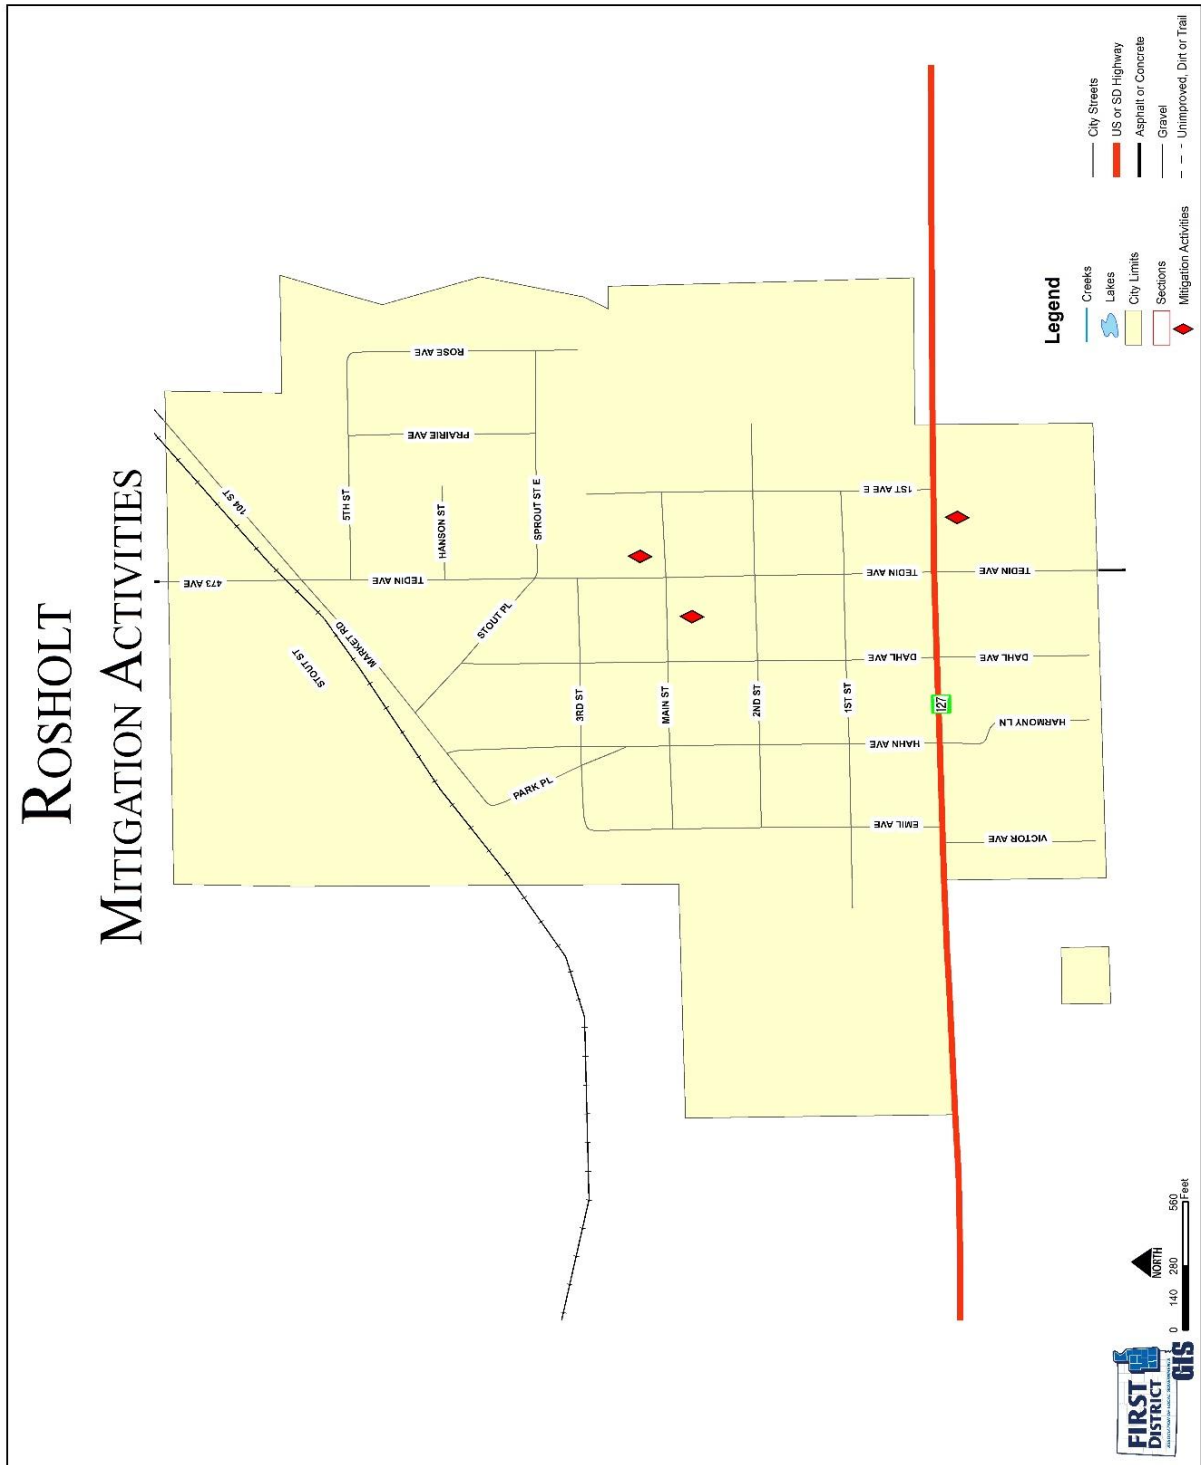 ROSHOLT
MITIGATION ACTIVITIES
473 AVE
104 ST
STOUT ST
MARKET RD
5TH ST
HANSON ST
TEDIN AVE
ROSE AVE
PRAIRIE AVE
SPROUT ST E
STOUT PL
PARK PL
3RD ST
MAIN ST
2ND ST
1ST ST
1ST AVE E
TEDIN AVE
DAHL AVE
HAHN AVE
EMIL AVE
127
TEDIN AVE
DAHL AVE
HARMONY LN
VICTOR AVE
Legend
Creeks
Lakes
City Limits
Sections
Mitigation Activities
City Streets
US or SD Highway
Asphalt or Concrete
Gravel
Unimproved, Dirt or Trail
NORTH
0 140 280 560
Feet
FIRST
DISTRICT
GIS